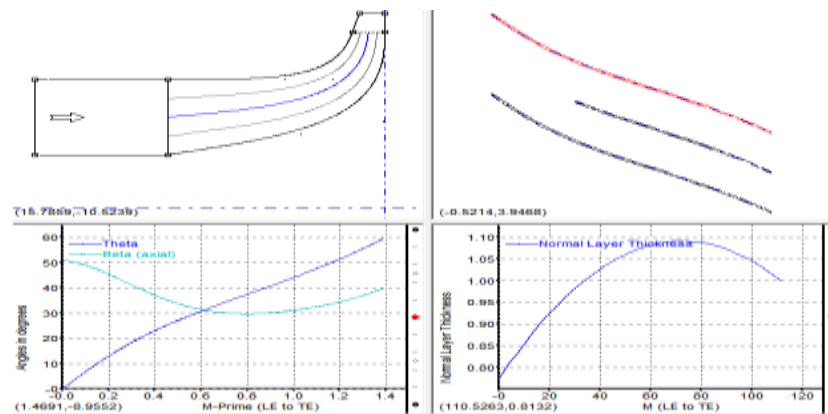 (15.7859,-10.5239)
(-0.5214,3.9468)
60
50
40
30
20
10
-0
Theta
Beta (axial)
Angles in degrees
-0.0 0.2 0.4 0.6 0.8 1.0 1.2 1.4
(1.4691,-8.9552)
M-Prime (LE to TE)
1.10
1.05
1.00
0.95
0.90
0.85
0.80
Normal Layer Thickness
Normal Layer Thickness
-0 20 40 60 80 100 120
(110.5263,0.8132)
M (LE to TE)